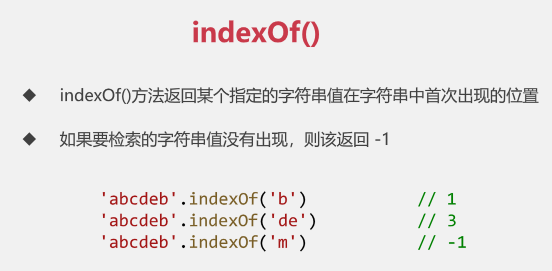 indexOf()
◆ indexOf()方法返回某个指定的字符串值在字符串中首次出现的位置
◆ 如果要检索的字符串值没有出现，则该返回 -1
'abcdeb'.indexOf('b') // 1
'abcdeb'.indexOf('de') // 3
'abcdeb'.indexOf('m') // -1